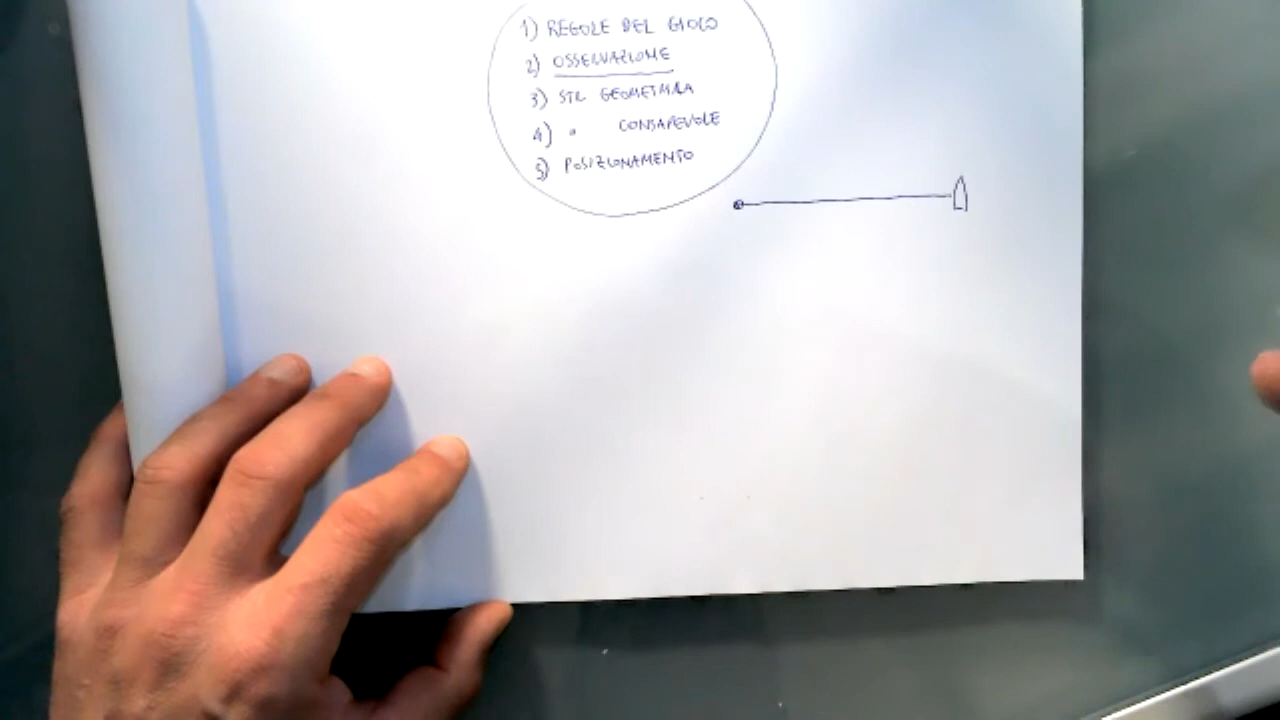 1) REGOLE DEL GIOCO
2) OSSERVAZIONE
3) STR GEOMETRICA
4) " CONSAPEVOLE
5) POSIZIONAMENTO